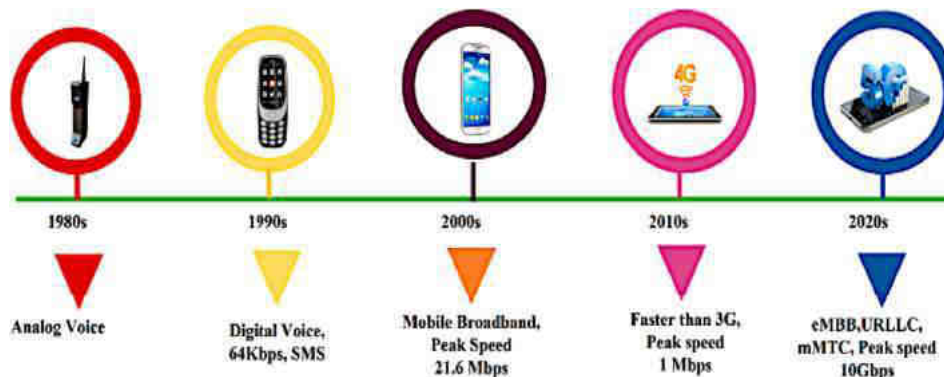 4G
5G
1980s
1990s
2000s
2010s
2020s
Analog Voice
Digital Voice,
64Kbps, SMS
Mobile Broadband,
Peak Speed
21.6 Mbps
Faster than 3G,
Peak speed
1 Mbps
eMBB,URLLC,
mMTC, Peak speed
10Gbps